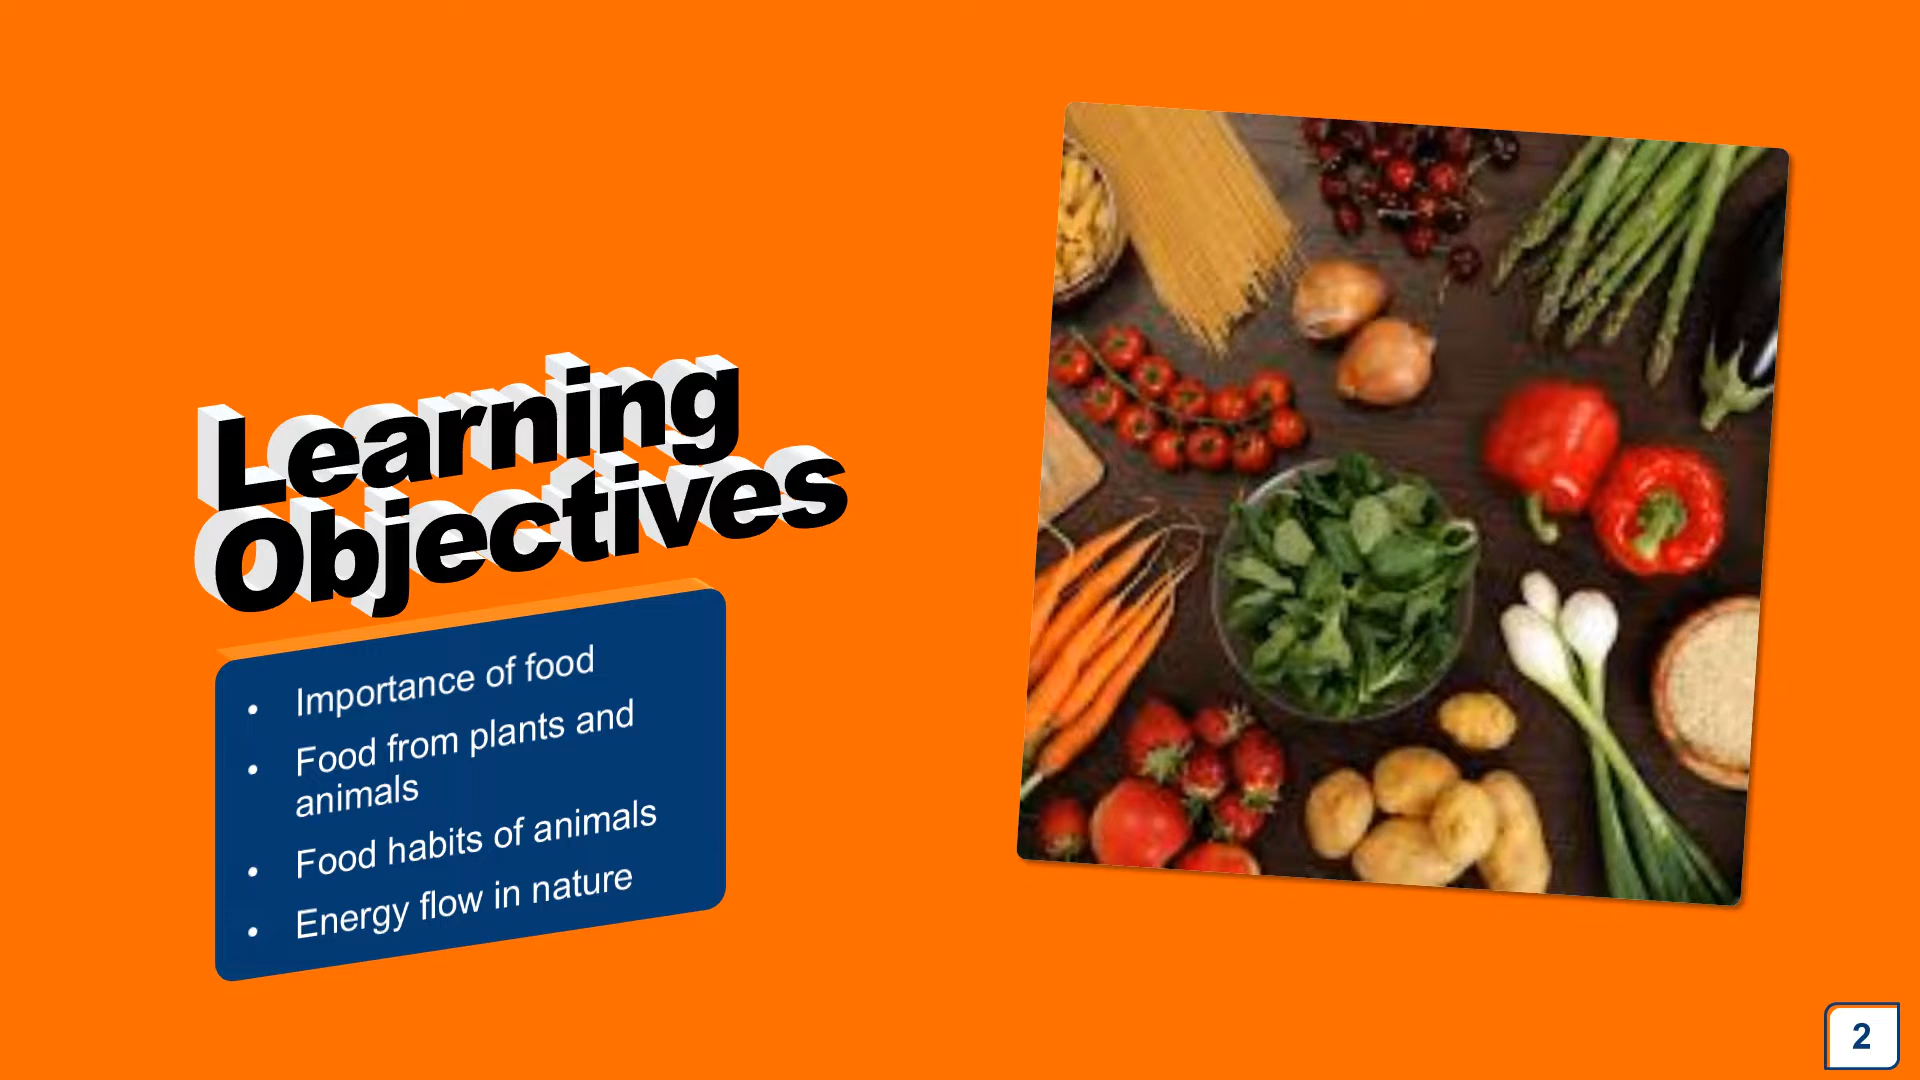 Learning
Objectives
• Importance of food
• Food from plants and
animals
• Food habits of animals
• Energy flow in nature
2